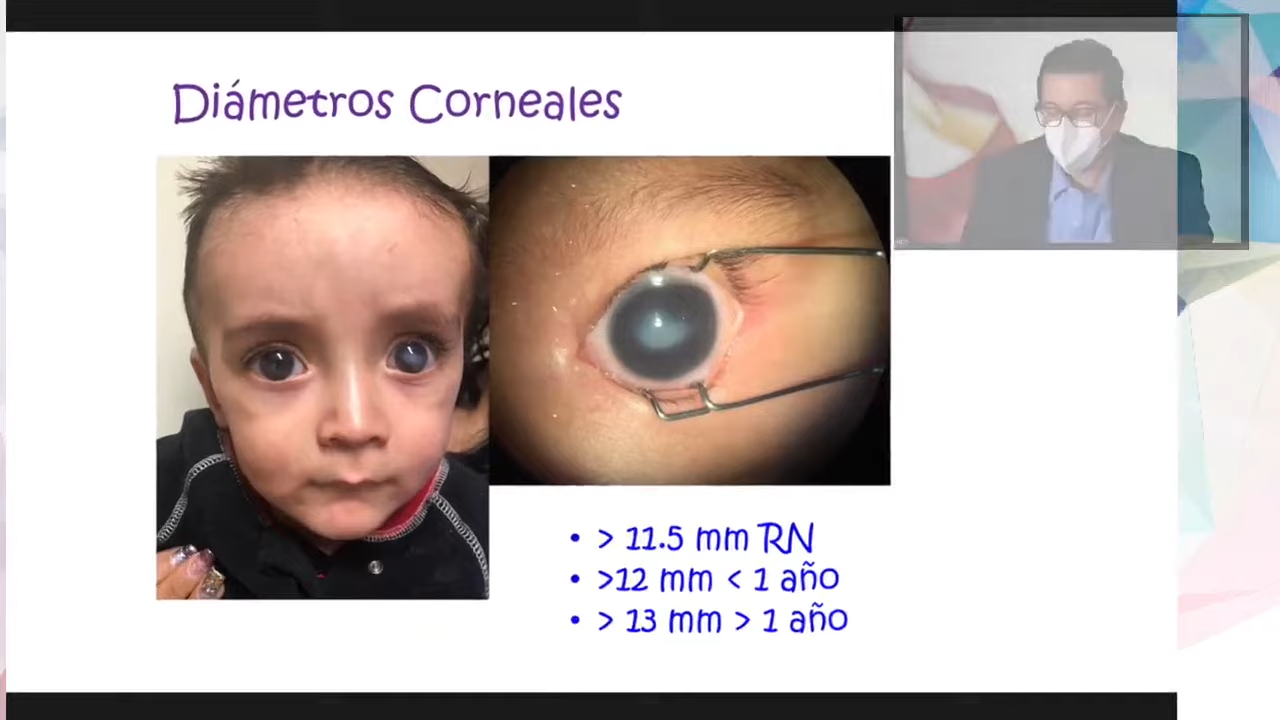 Diámetros Corneales
• > 11.5 mm RN
• >12 mm < 1 año
• > 13 mm > 1 año